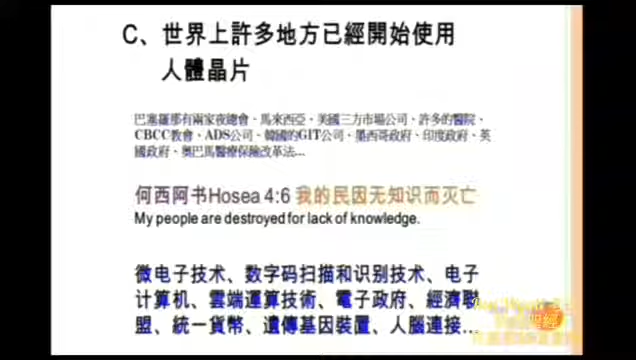 C、世界上許多地方已經開始使用
人體晶片
巴塞羅那有兩家夜總會、馬來西亞、美國三方市場公司、許多的醫院、
CBCC教會、ADS公司、韓國的GIT公司、墨西哥政府、印度政府、英
國政府、奧巴馬醫療保險改革法...
何西阿书Hosea 4:6 我的民因无知识而灭亡
My people are destroyed for lack of knowledge.
微电子技术、数字码扫描和识别技术、电子
计算机、雲端運算技術、電子政府、經濟聯
盟、統一貨幣、遺傳基因裝置、人腦連接...
聖經